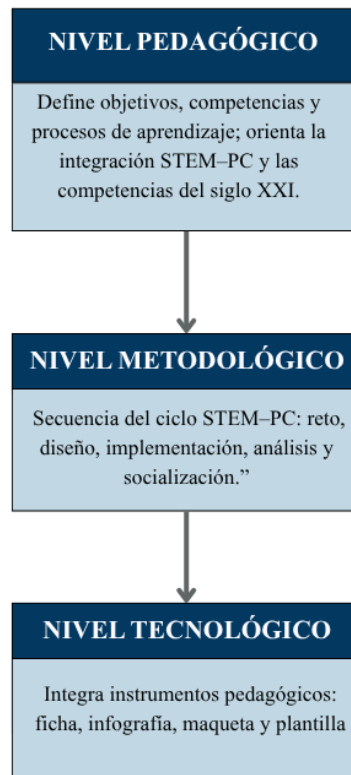 NIVEL PEDAGÓGICO
Define objetivos, competencias y
procesos de aprendizaje; orienta la
integración STEM–PC y las
competencias del siglo XXI.
NIVEL METODOLÓGICO
Secuencia del ciclo STEM–PC: reto,
diseño, implementación, análisis y
socialización.”
NIVEL TECNOLÓGICO
Integra instrumentos pedagógicos:
ficha, infografía, maqueta y plantilla